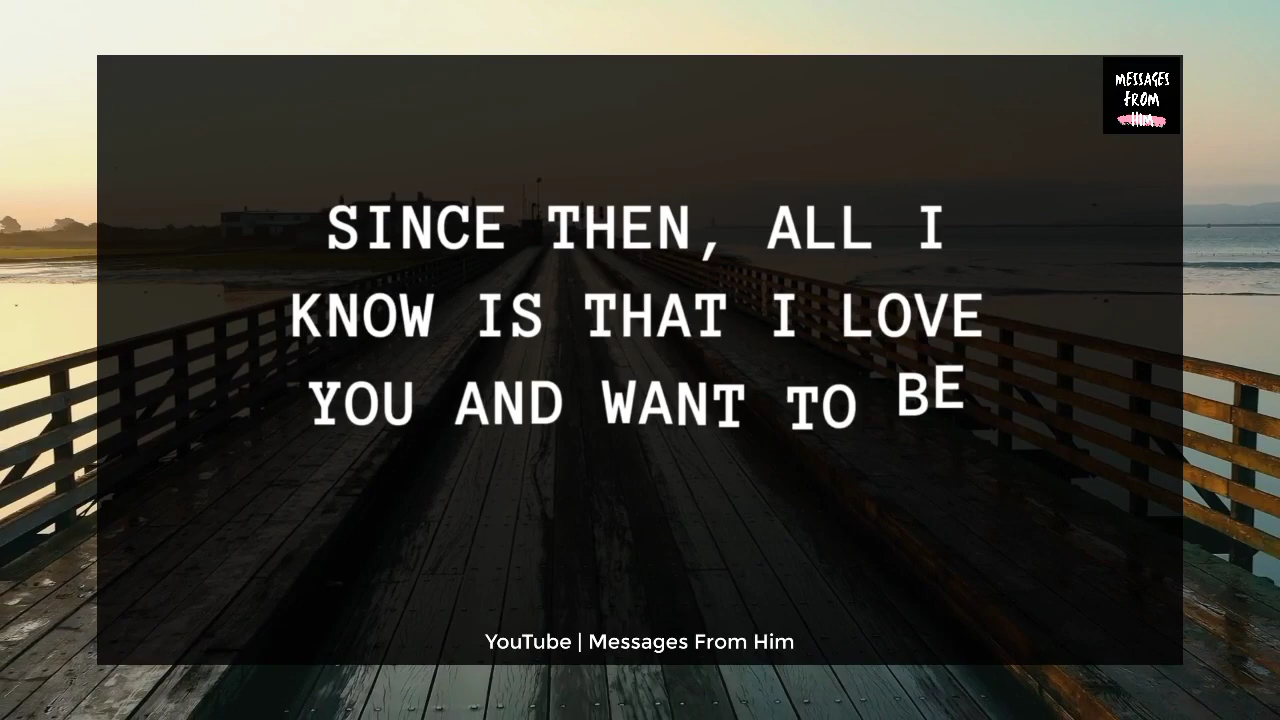 MESSAGES
FROM
HIM
SINCE THEN, ALL I
KNOW IS THAT I LOVE
YOU AND WANT TO BE
YouTube | Messages From Him